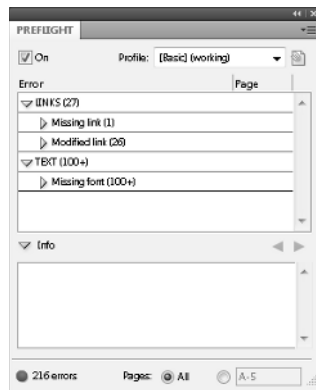 PREFLIGHT
On Profile: [Basic] (working)
Error Page
LINKS (27)
Missing link (1)
Modified link (26)
TEXT (100+)
Missing font (100+)
Info
216 errors Pages: All A-5